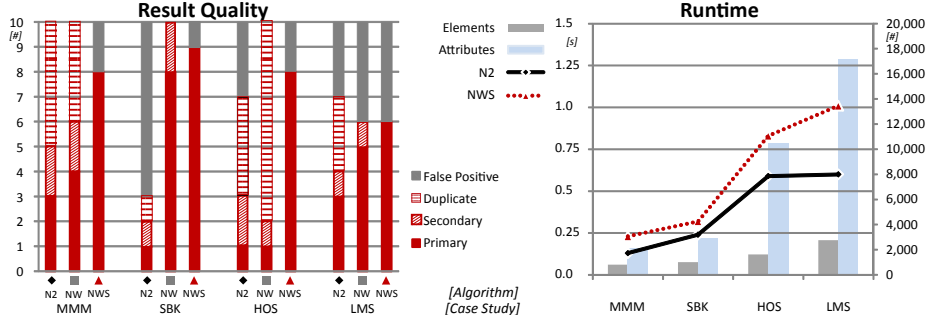 Result Quality
[#]
10
9
8
7
6
5
4
3
2
1
0
N2 NW NWS N2 NW NWS N2 NW NWS N2 NW NWS
MMM SBK HOS LMS
False Positive
Duplicate
Secondary
Primary
[Algorithm]
[Case Study]
Runtime
Elements
Attributes
N2
NWS
[s]
1.5
1.25
1.0
0.75
0.5
0.25
0.0
[#]
20,000
18,000
16,000
14,000
12,000
10,000
8,000
6,000
4,000
2,000
0
MMM SBK HOS LMS